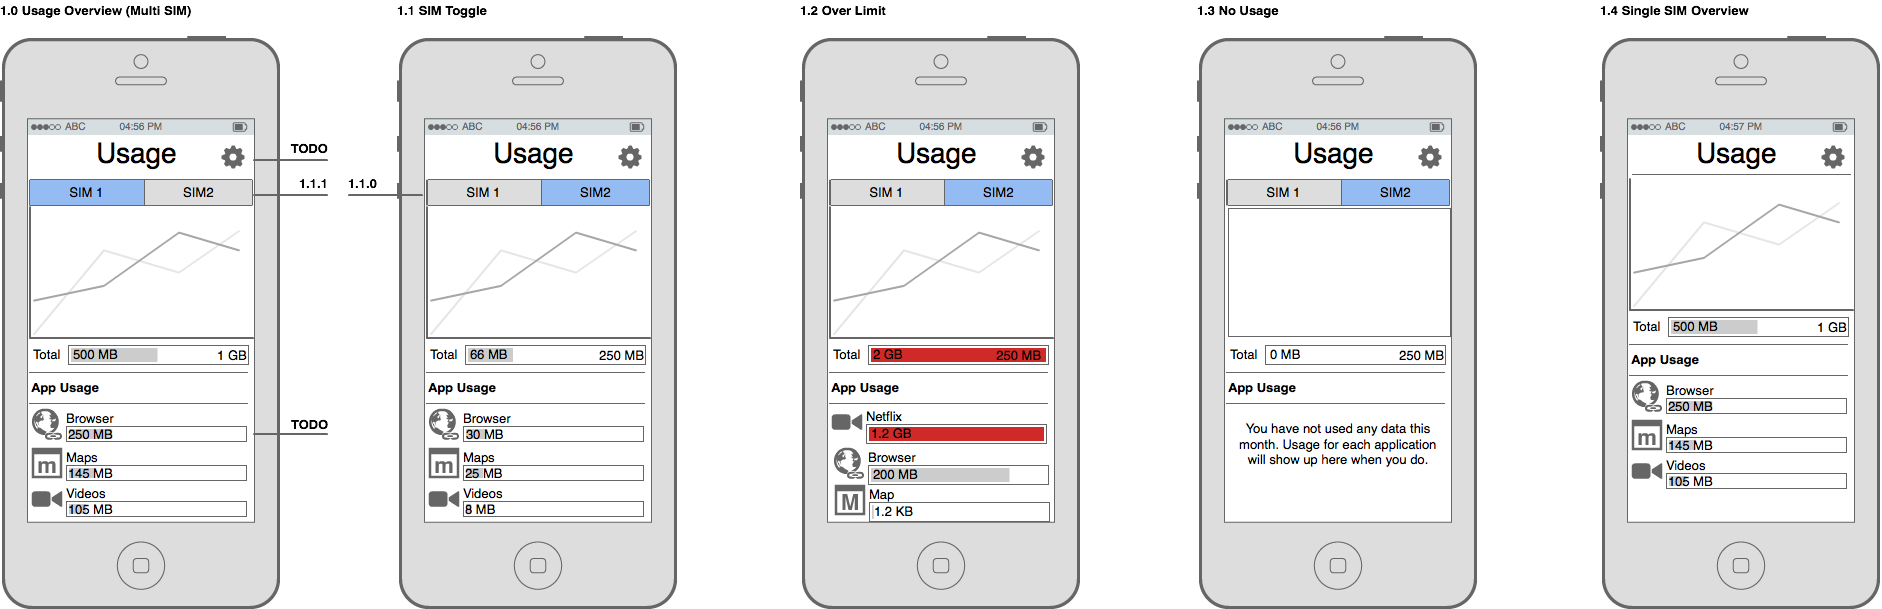 1.0 Usage Overview (Multi SIM)
ABC 04:56 PM
Usage
TODO
SIM 1 SIM2
1.1.1
Total 500 MB 1 GB
App Usage
Browser
250 MB
TODO
m
Maps
145 MB
Videos
105 MB
1.1 SIM Toggle
ABC 04:56 PM
Usage
1.1.0
SIM 1 SIM2
Total 66 MB 250 MB
App Usage
Browser
30 MB
m
Maps
25 MB
Videos
8 MB
1.2 Over Limit
ABC 04:56 PM
Usage
SIM 1 SIM2
Total 2 GB 250 MB
App Usage
Netflix
1.2 GB
Browser
200 MB
M
Map
1.2 KB
1.3 No Usage
ABC 04:56 PM
Usage
SIM 1 SIM2
Total 0 MB 250 MB
App Usage
You have not used any data this
month. Usage for each application
will show up here when you do.
1.4 Single SIM Overview
ABC 04:57 PM
Usage
Total 500 MB 1 GB
App Usage
Browser
250 MB
m
Maps
145 MB
Videos
105 MB